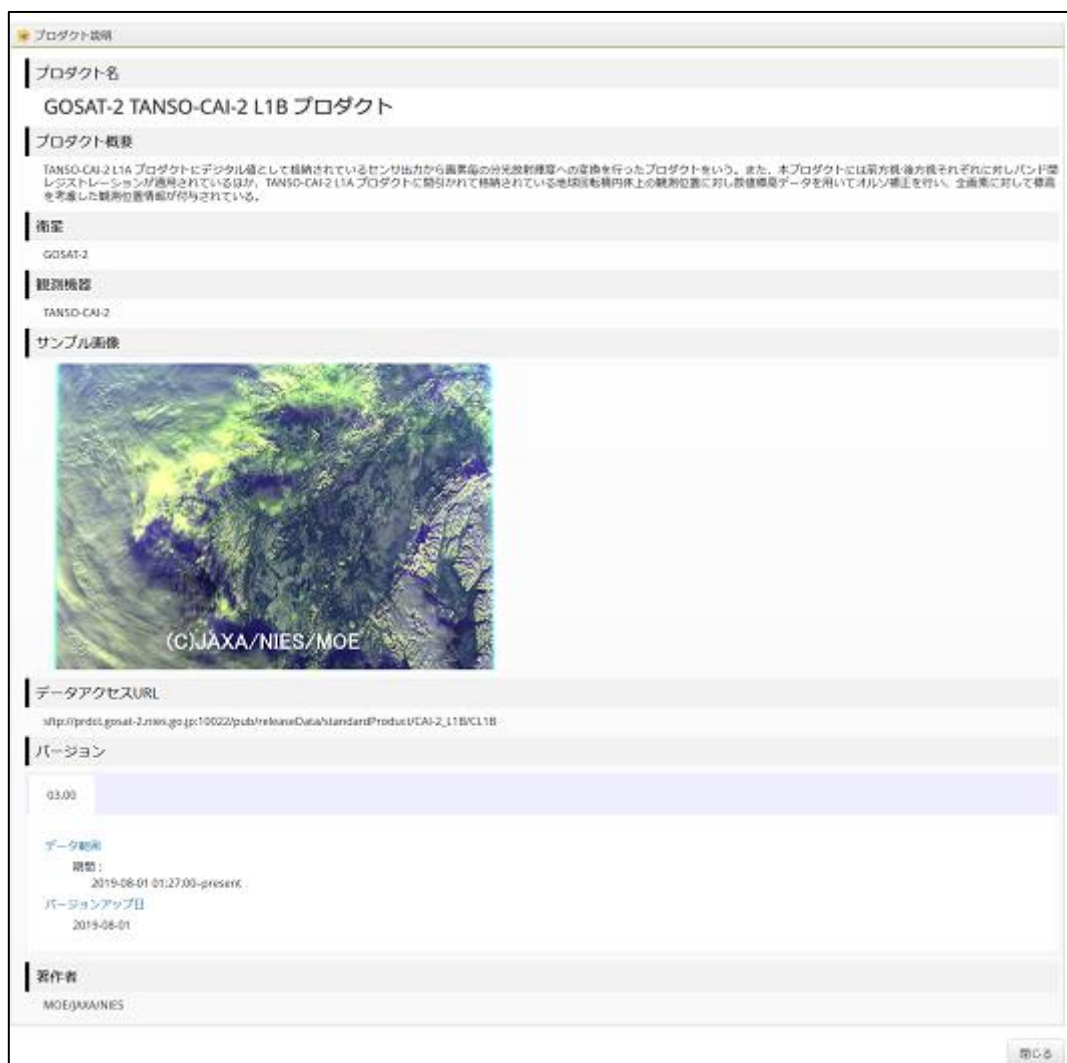 プロダクト説明
プロダクト名
GOSAT-2 TANSO-CAI-2 L1B プロダクト
プロダクト概要
TANSO-CAI-2 L1A プロダクトにデジタル値として格納されているセンサ出力から画素毎の分光放射輝度への変換を行ったプロダクトをいう。また、本プロダクトには前方視・後方視それぞれに対しバンド間
レジストレーションが適用されているほか、TANSO-CAI-2 L1A プロダクトに間引かれて格納されている地球回転楕円体上の観測位置に対し数値標高データを用いてオルソ補正を行い、全画素に対して標高
を考慮した観測位置情報が付与されている。
衛星
GOSAT-2
観測機器
TANSO-CAI-2
サンプル画像
(C)JAXA/NIES/MOE
データアクセスURL
sftp://prdct.gosat-2.nies.go.jp:10022/pub/releaseData/standardProduct/CAI-2_L1B/CL1B
バージョン
03.00
データ範囲
期間 :
2019-08-01 01:27:00-present
バージョンアップ日
2019-08-01
著作者
MOE/JAXA/NIES
閉じる